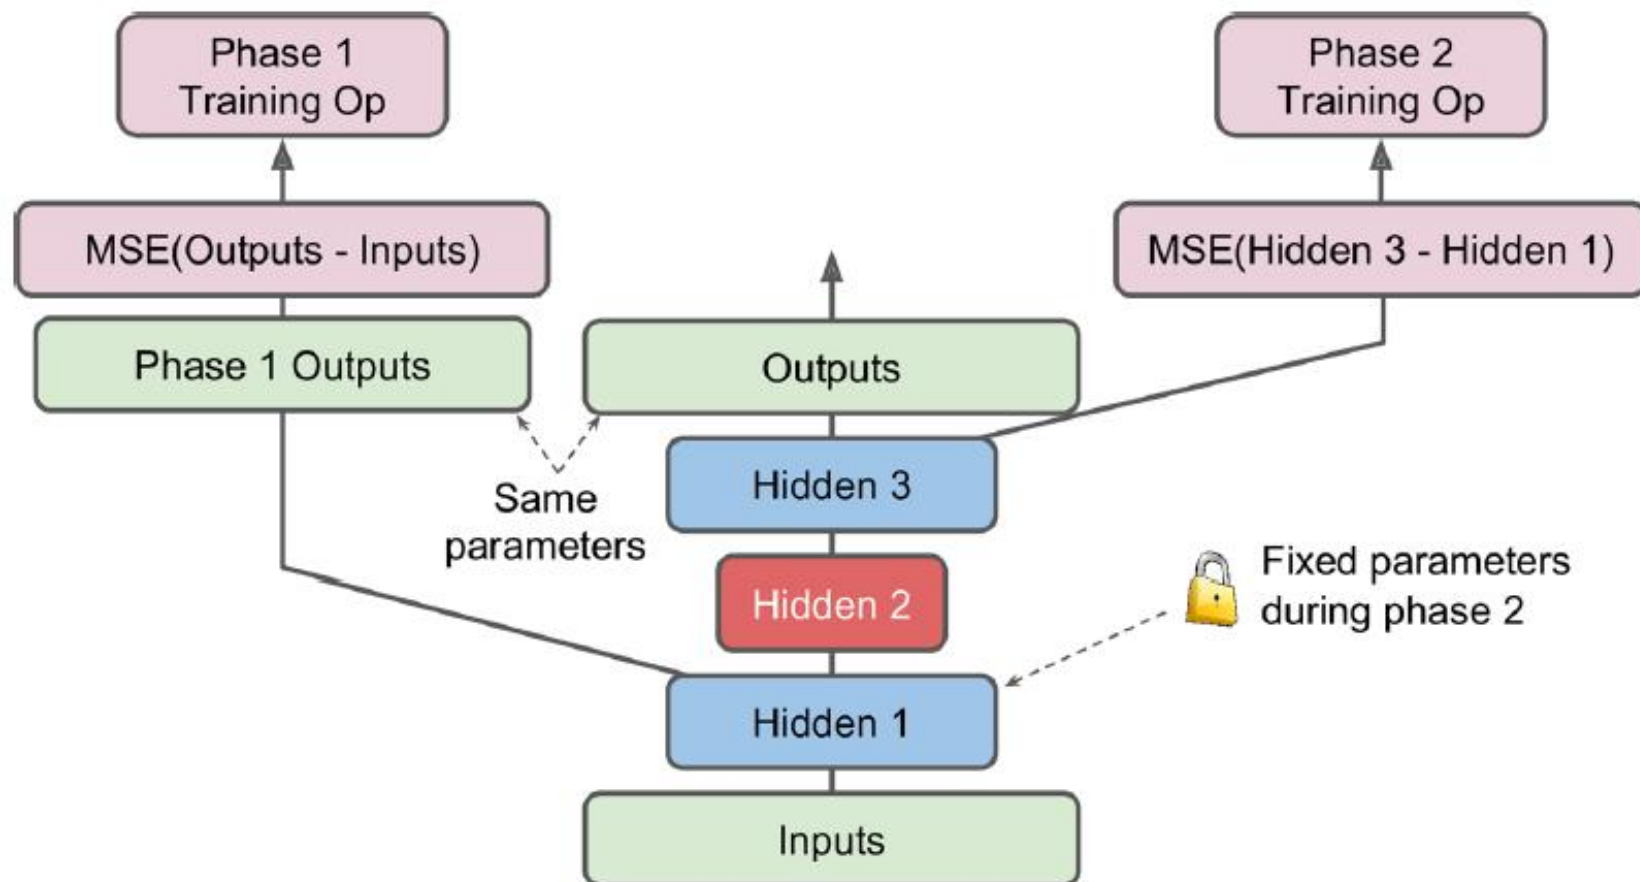 Phase 1
Training Op
Phase 2
Training Op
MSE(Outputs - Inputs)
MSE(Hidden 3 - Hidden 1)
Phase 1 Outputs
Outputs
Same
parameters
Hidden 3
Hidden 2
Fixed parameters
during phase 2
Hidden 1
Inputs